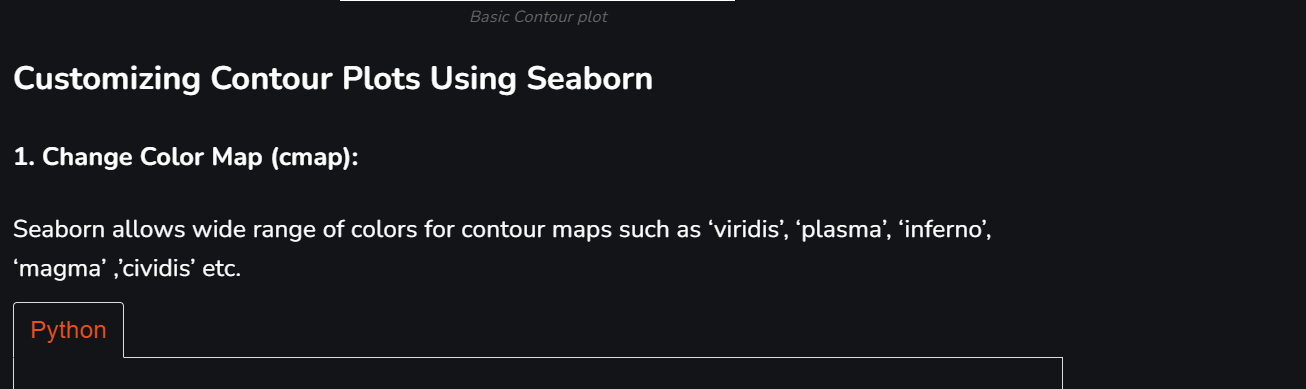 Basic Contour plot
Customizing Contour Plots Using Seaborn
1. Change Color Map (cmap):
Seaborn allows wide range of colors for contour maps such as ‘viridis’, ‘plasma’, ‘inferno’,
‘magma’ ,’cividis’ etc.
Python